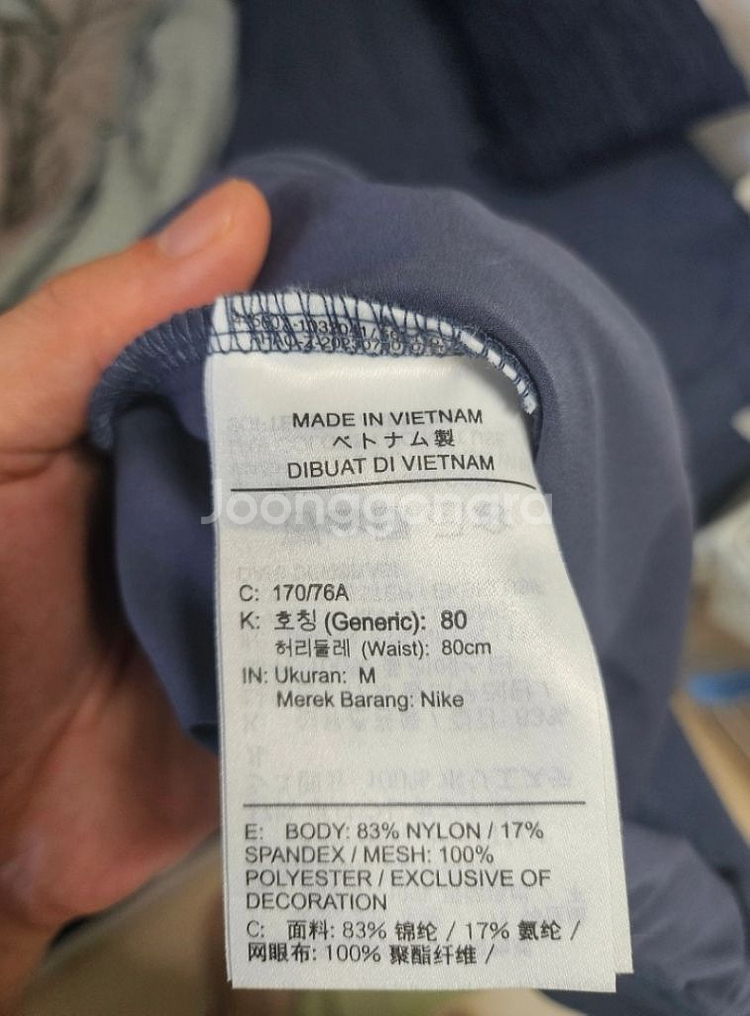 MADE IN VIETNAM
ベトナム製
DIBUAT DI VIETNAM
Joonggongra
C: 170/76A
K: 호칭 (Generic): 80
허리둘레 (Waist): 80cm
IN: Ukuran: M
Merek Barang: Nike
E: BODY: 83% NYLON / 17%
SPANDEX / MESH: 100%
POLYESTER / EXCLUSIVE OF
DECORATION
C: 面料: 83% 锦纶 / 17% 氨纶 /
网眼布: 100% 聚酯纤维 /